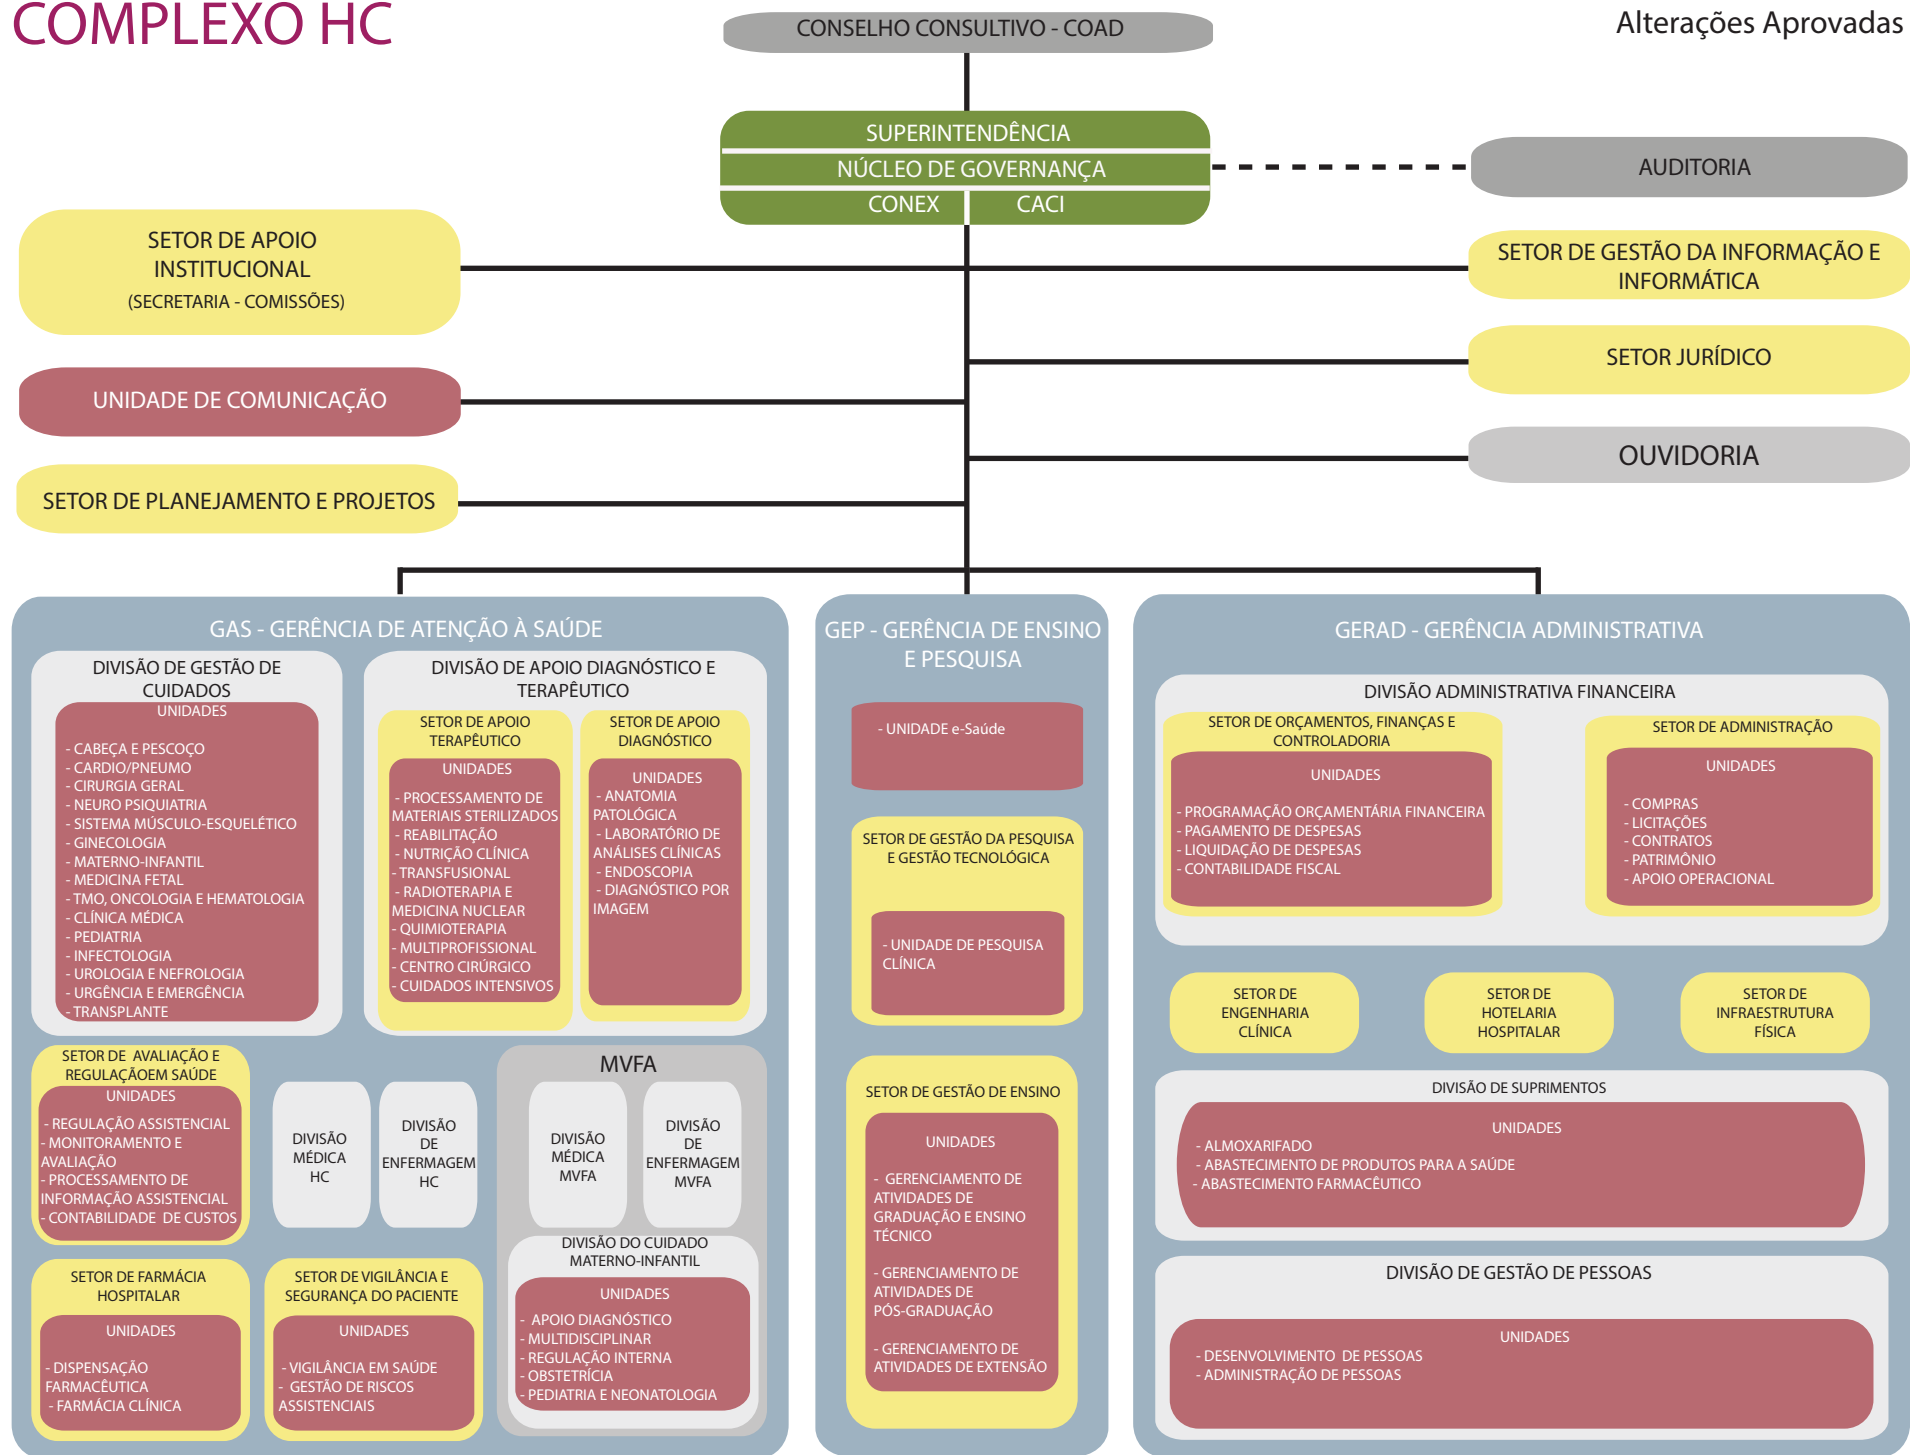 COMPLEXO HC
CONSELHO CONSULTIVO - COAD
Alterações Aprovadas
SUPERINTENDÊNCIA
NÚCLEO DE GOVERNANÇA
CONEX
CACI
AUDITORIA
SETOR DE APOIO
INSTITUCIONAL
(SECRETARIA - COMISSÕES)
SETOR DE GESTÃO DA INFORMAÇÃO E
INFORMÁTICA
SETOR JURÍDICO
UNIDADE DE COMUNICAÇÃO
OUVIDORIA
SETOR DE PLANEJAMENTO E PROJETOS
GAS - GERÊNCIA DE ATENÇÃO À SAÚDE
DIVISÃO DE GESTÃO DE
CUIDADOS
UNIDADES
- CABEÇA E PESCOÇO
- CARDIO/PNEUMO
- CIRURGIA GERAL
- NEURO PSIQUIATRIA
- SISTEMA MÚSCULO-ESQUELÉTICO
- GINECOLOGIA
- MATERNO-INFANTIL
- MEDICINA FETAL
- TMO, ONCOLOGIA E HEMATOLOGIA
- CLÍNICA MÉDICA
- PEDIATRIA
- INFECTOLOGIA
- UROLOGIA E NEFROLOGIA
- URGÊNCIA E EMERGÊNCIA
- TRANSPLANTE
DIVISÃO DE APOIO DIAGNÓSTICO E
TERAPÊUTICO
SETOR DE APOIO
TERAPÊUTICO
UNIDADES
- PROCESSAMENTO DE
MATERIAIS STERILIZADOS
- REABILITAÇÃO
- NUTRIÇÃO CLÍNICA
- TRANSFUSIONAL
- RADIOTERAPIA E
MEDICINA NUCLEAR
- QUIMIOTERAPIA
- MULTIPROFISSIONAL
- CENTRO CIRÚRGICO
- CUIDADOS INTENSIVOS
SETOR DE APOIO
DIAGNÓSTICO
UNIDADES
- ANATOMIA
PATOLÓGICA
- LABORATÓRIO DE
ANÁLISES CLÍNICAS
- ENDOSCOPIA
- DIAGNÓSTICO POR
IMAGEM
SETOR DE AVALIAÇÃO E
REGULAÇÃOEM SAÚDE
UNIDADES
- REGULAÇÃO ASSISTENCIAL
- MONITORAMENTO E
AVALIAÇÃO
- PROCESSAMENTO DE
INFORMAÇÃO ASSISTENCIAL
- CONTABILIDADE DE CUSTOS
DIVISÃO
MÉDICA
HC
DIVISÃO
DE
ENFERMAGEM
HC
MVFA
DIVISÃO
MÉDICA
MVFA
DIVISÃO
DE
ENFERMAGEM
MVFA
DIVISÃO DO CUIDADO
MATERNO-INFANTIL
UNIDADES
- APOIO DIAGNÓSTICO
- MULTIDISCIPLINAR
- REGULAÇÃO INTERNA
- OBSTETRÍCIA
- PEDIATRIA E NEONATOLOGIA
SETOR DE FARMÁCIA
HOSPITALAR
UNIDADES
- DISPENSAÇÃO
FARMACÊUTICA
- FARMÁCIA CLÍNICA
SETOR DE VIGILÂNCIA E
SEGURANÇA DO PACIENTE
UNIDADES
- VIGILÂNCIA EM SAÚDE
- GESTÃO DE RISCOS
ASSISTENCIAIS
GEP - GERÊNCIA DE ENSINO
E PESQUISA
- UNIDADE e-Saúde
SETOR DE GESTÃO DA PESQUISA
E GESTÃO TECNOLÓGICA
- UNIDADE DE PESQUISA
CLÍNICA
SETOR DE GESTÃO DE ENSINO
UNIDADES
- GERENCIAMENTO DE
ATIVIDADES DE
GRADUAÇÃO E ENSINO
TÉCNICO
- GERENCIAMENTO DE
ATIVIDADES DE
PÓS-GRADUAÇÃO
- GERENCIAMENTO DE
ATIVIDADES DE EXTENSÃO
GERAD - GERÊNCIA ADMINISTRATIVA
DIVISÃO ADMINISTRATIVA FINANCEIRA
SETOR DE ORÇAMENTOS, FINANÇAS E
CONTROLADORIA
UNIDADES
- PROGRAMAÇÃO ORÇAMENTÁRIA FINANCEIRA
- PAGAMENTO DE DESPESAS
- LIQUIDAÇÃO DE DESPESAS
- CONTABILIDADE FISCAL
SETOR DE ADMINISTRAÇÃO
UNIDADES
- COMPRAS
- LICITAÇÕES
- CONTRATOS
- PATRIMÔNIO
- APOIO OPERACIONAL
SETOR DE
ENGENHARIA
CLÍNICA
SETOR DE
HOTELARIA
HOSPITALAR
SETOR DE
INFRAESTRUTURA
FÍSICA
DIVISÃO DE SUPRIMENTOS
UNIDADES
- ALMOXARIFADO
- ABASTECIMENTO DE PRODUTOS PARA A SAÚDE
- ABASTECIMENTO FARMACÊUTICO
DIVISÃO DE GESTÃO DE PESSOAS
UNIDADES
- DESENVOLVIMENTO DE PESSOAS
- ADMINISTRAÇÃO DE PESSOAS